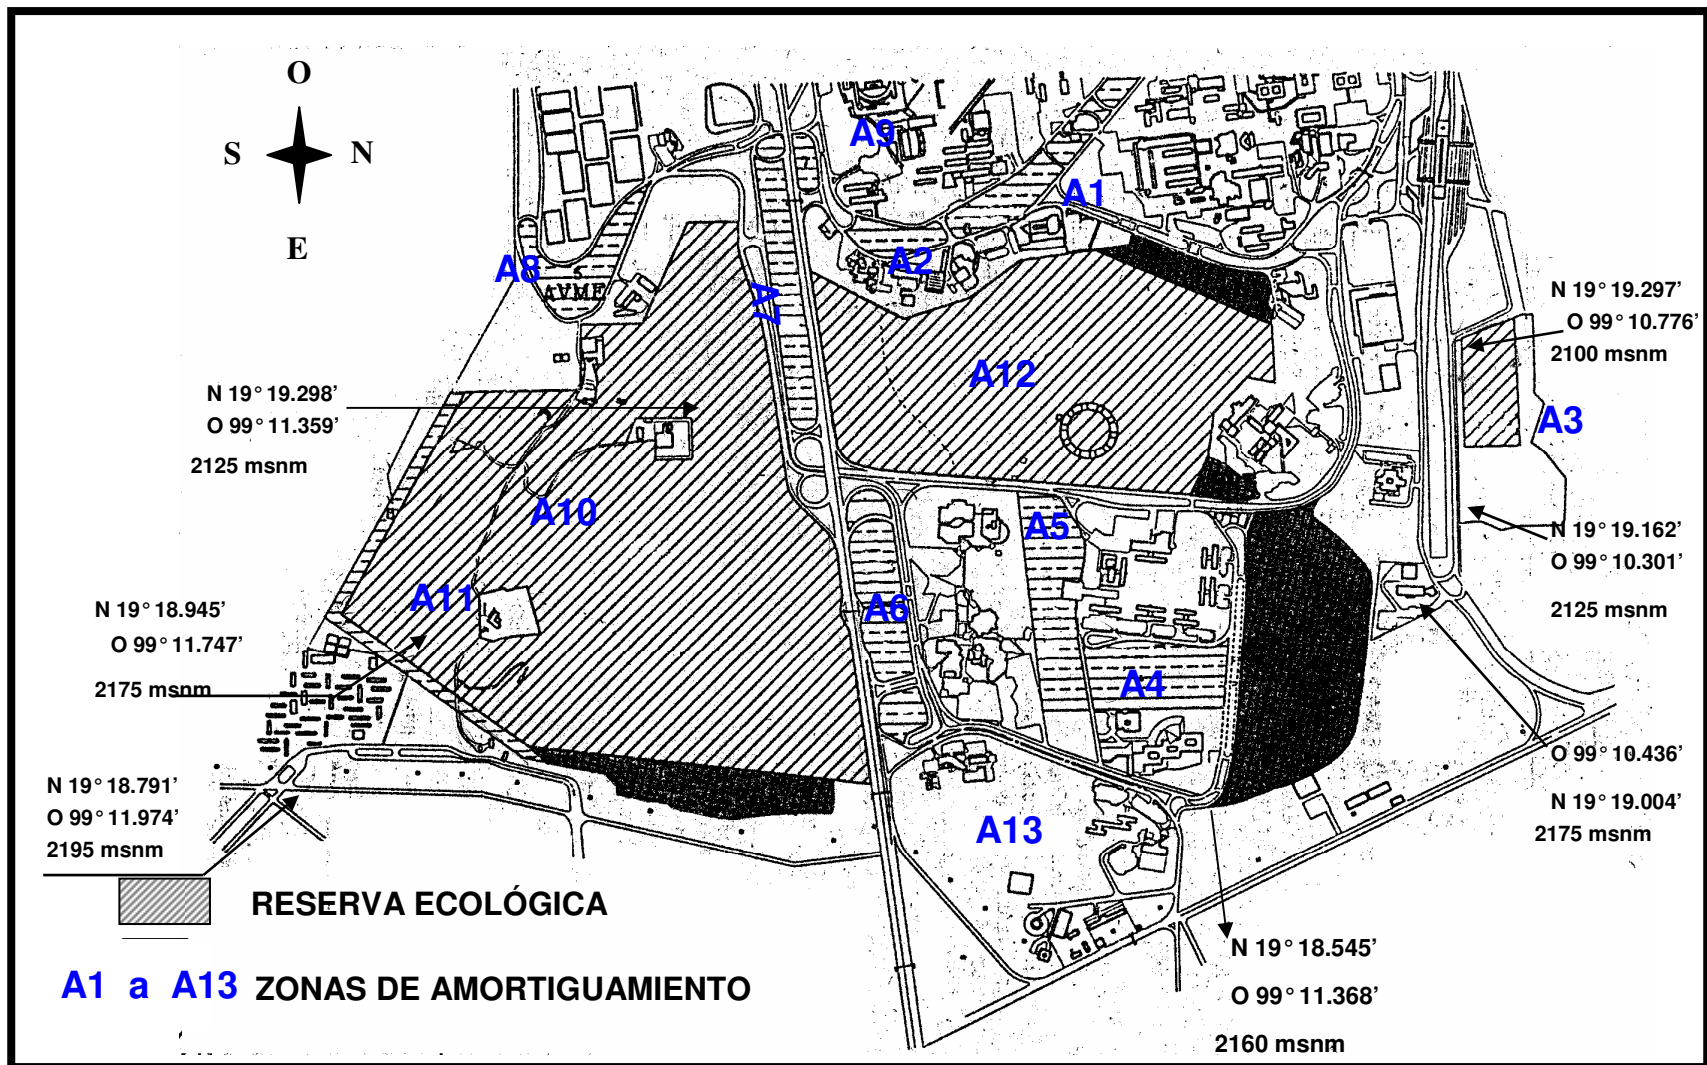 O
S N
E
A9
A1
A2
A8
AVME
A7
A12
A3
A10
A5
A11
A6
A4
A13
N 19° 19.297’
O 99° 10.776’
2100 msnm
N 19° 19.298’
O 99° 11.359’
2125 msnm
N 19° 19.162’
O 99° 10.301’
2125 msnm
N 19° 18.945’
O 99° 11.747’
2175 msnm
O 99° 10.436’
N 19° 19.004’
2175 msnm
N 19° 18.791’
O 99° 11.974’
2195 msnm
N 19° 18.545’
O 99° 11.368’
2160 msnm
RESERVA ECOLÓGICA
A1 a A13 ZONAS DE AMORTIGUAMIENTO